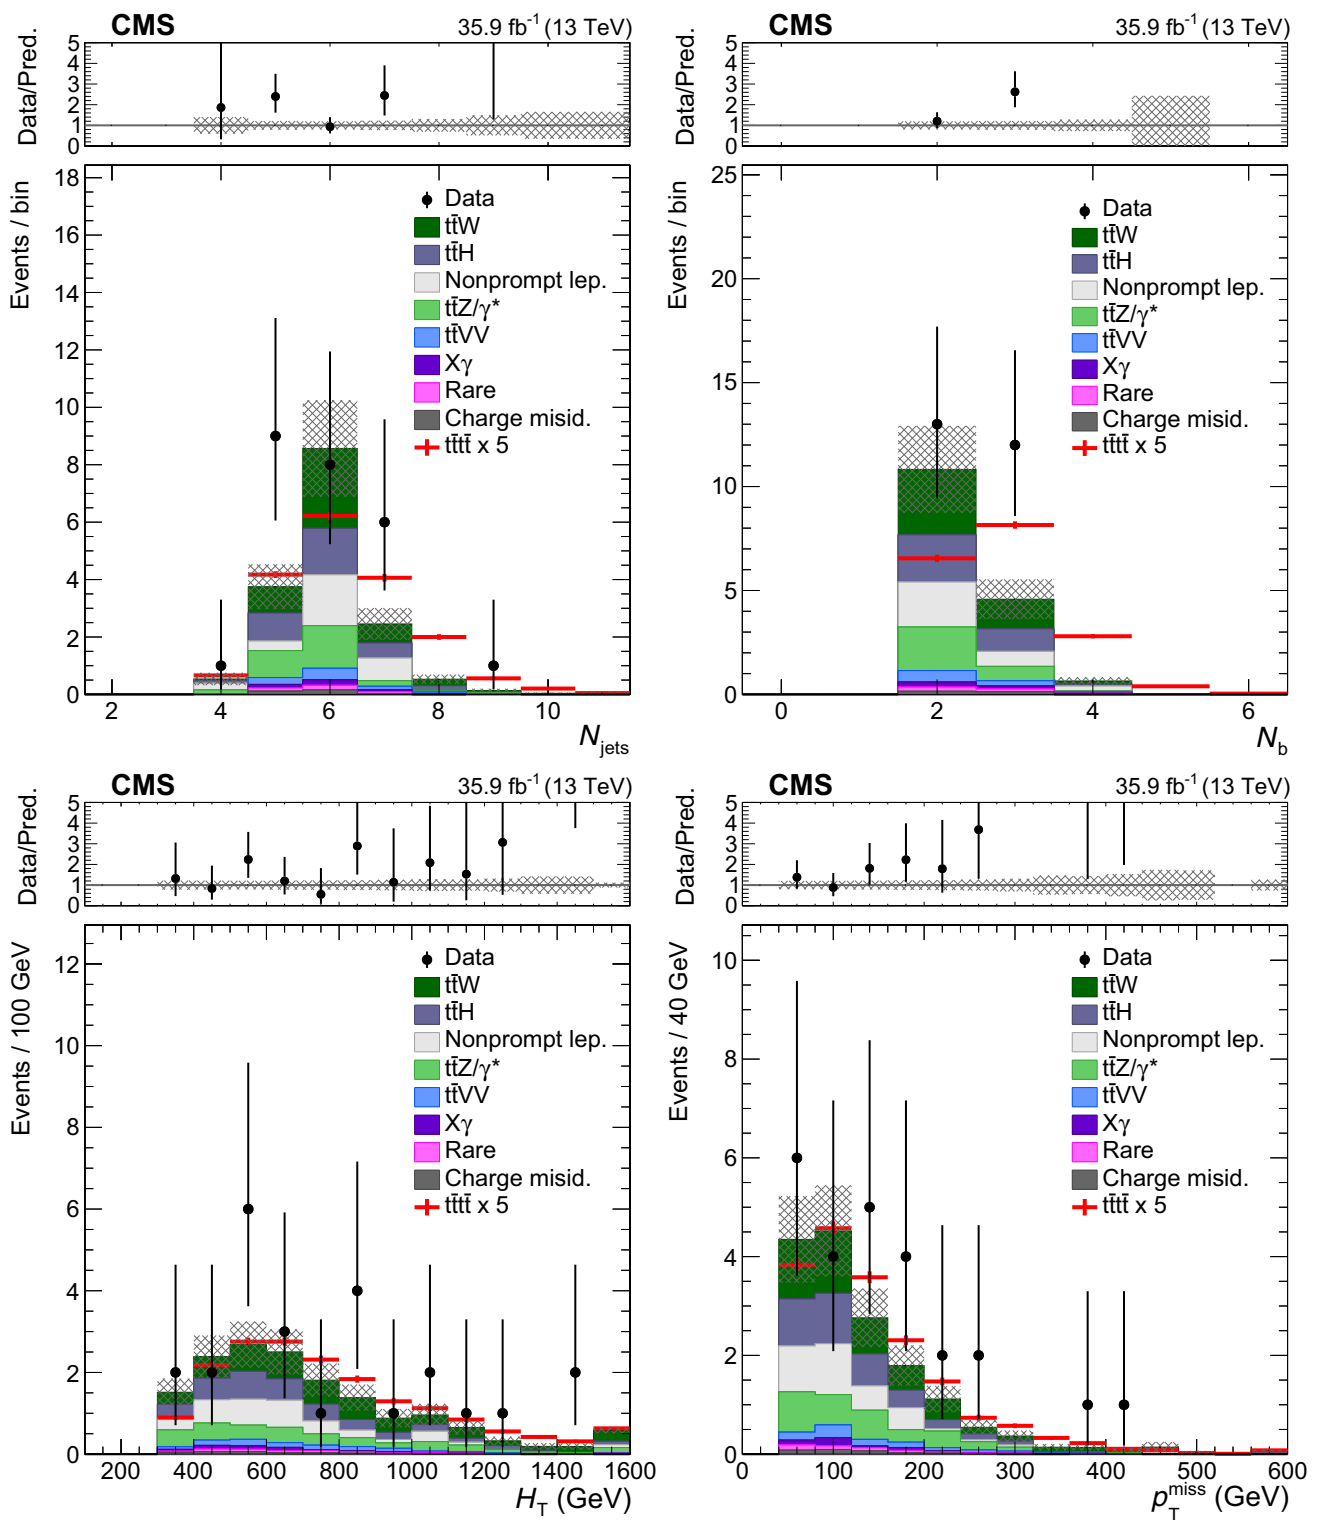 CMS 35.9 fb⁻¹ (13 TeV)
Data/Pred.
5
4
3
2
1
0
Events / bin
18
16
14
12
10
8
6
4
2
0
Data
tt̄W
tt̄H
Nonprompt lep.
tt̄Z/γ*
tt̄VV
Xγ
Rare
Charge misid.
tt̄tt̄ x 5
2 4 6 8 10
N_jets
CMS 35.9 fb⁻¹ (13 TeV)
Data/Pred.
5
4
3
2
1
0
Events / bin
25
20
15
10
5
0
Data
tt̄W
tt̄H
Nonprompt lep.
tt̄Z/γ*
tt̄VV
Xγ
Rare
Charge misid.
tt̄tt̄ x 5
0 2 4 6
N_b
CMS 35.9 fb⁻¹ (13 TeV)
Data/Pred.
5
4
3
2
1
0
Events / 100 GeV
12
10
8
6
4
2
0
Data
tt̄W
tt̄H
Nonprompt lep.
tt̄Z/γ*
tt̄VV
Xγ
Rare
Charge misid.
tt̄tt̄ x 5
200 400 600 800 1000 1200 1400 1600
H_T (GeV)
CMS 35.9 fb⁻¹ (13 TeV)
Data/Pred.
5
4
3
2
1
0
Events / 40 GeV
10
8
6
4
2
0
Data
tt̄W
tt̄H
Nonprompt lep.
tt̄Z/γ*
tt̄VV
Xγ
Rare
Charge misid.
tt̄tt̄ x 5
0 100 200 300 400 500 600
p_T^miss (GeV)